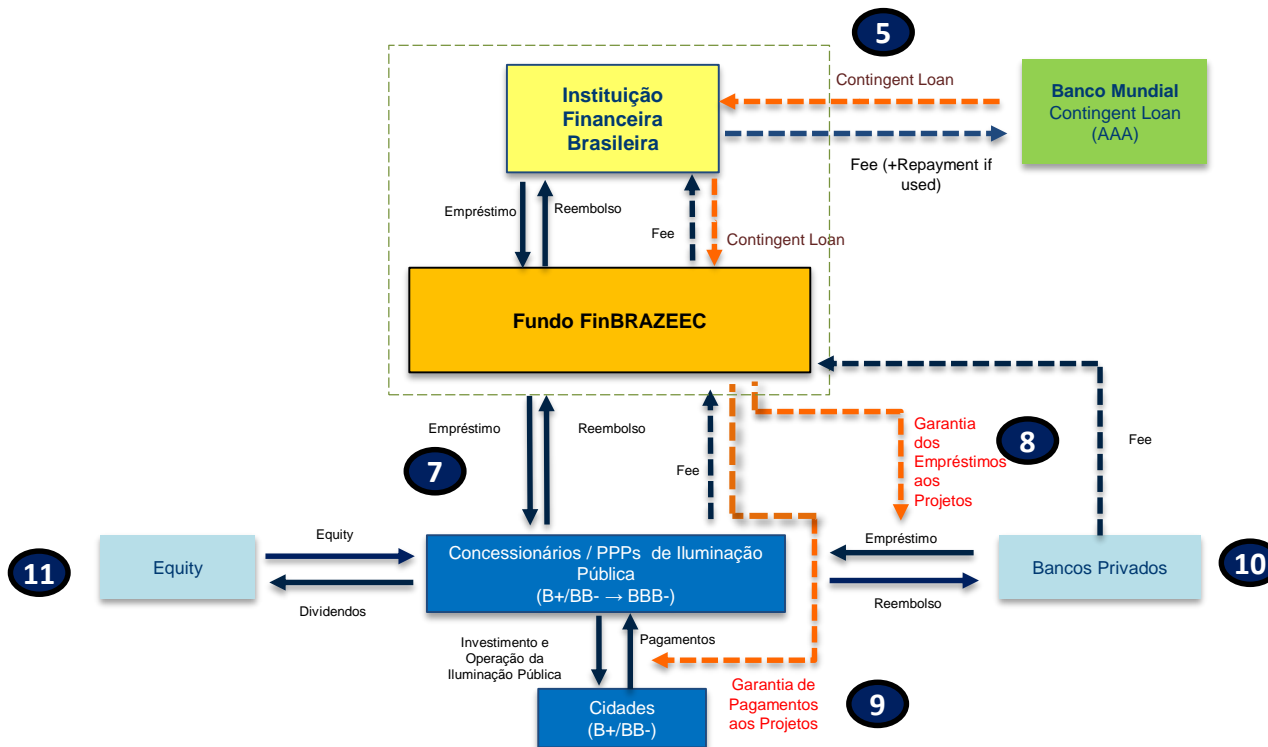 5
Contingent Loan
Instituição
Financeira
Brasileira
Banco Mundial
Contingent Loan
(AAA)
Fee (+Repayment if
used)
Empréstimo
Reembolso
Fee
Contingent Loan
Fundo FinBRAZEEC
Empréstimo
Reembolso
7
Fee
Garantia
dos
Empréstimos
aos
Projetos
8
Fee
11
Equity
Equity
Dividendos
Concessionários / PPPs de Iluminação
Pública
(B+/BB- → BBB-)
Empréstimo
Reembolso
Bancos Privados
10
Investimento e
Operação da
Iluminação Pública
Pagamentos
Cidades
(B+/BB-)
Garantia de
Pagamentos
aos Projetos
9